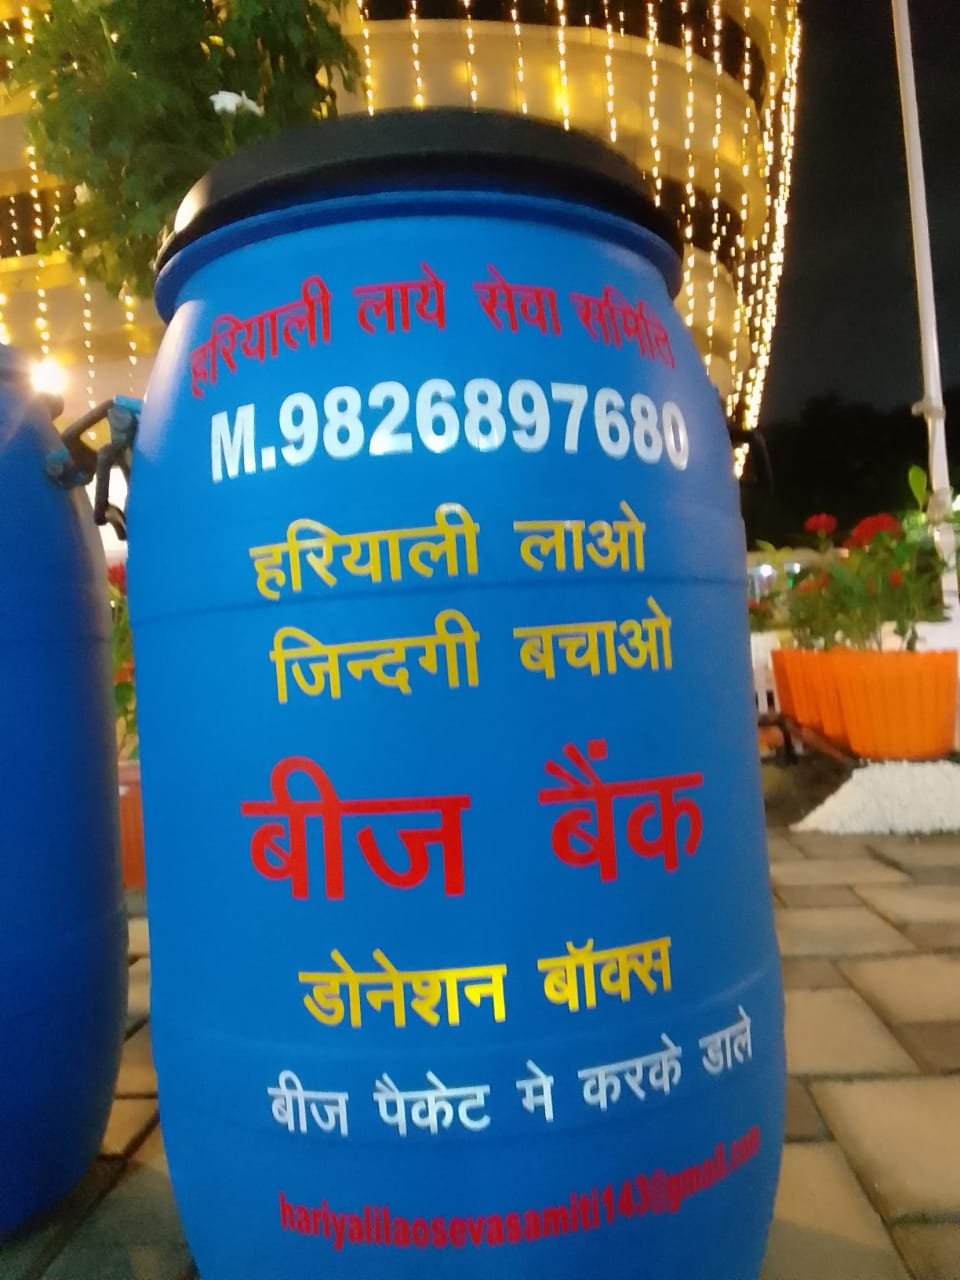 हरियाली लाये सेवा समिति
M.9826897680
हरियाली लाओ
जिन्दगी बचाओ
बीज बैंक
डोनेशन बॉक्स
बीज पैकेट मे करके डाले
hariyalilaosevasamiti143@gmail.com